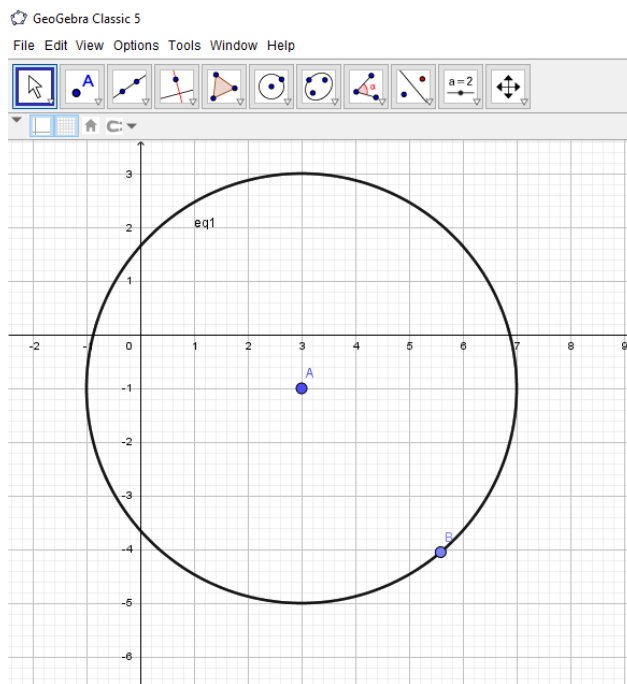 GeoGebra Classic 5
File Edit View Options Tools Window Help
A α a=2
3
eq1
2
1
-2 -1 0 1 2 3 4 5 6 7 8 9
A
-1
-2
-3
B
-4
-5
-6